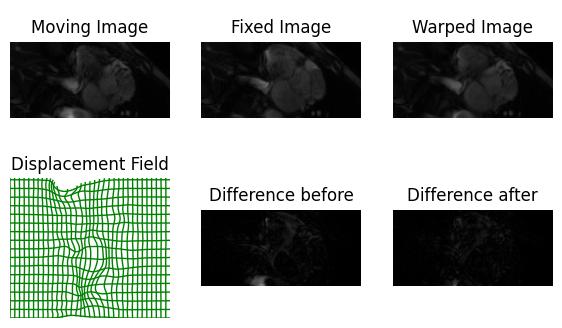 Moving Image
Fixed Image
Warped Image
Displacement Field
Difference before
Difference after